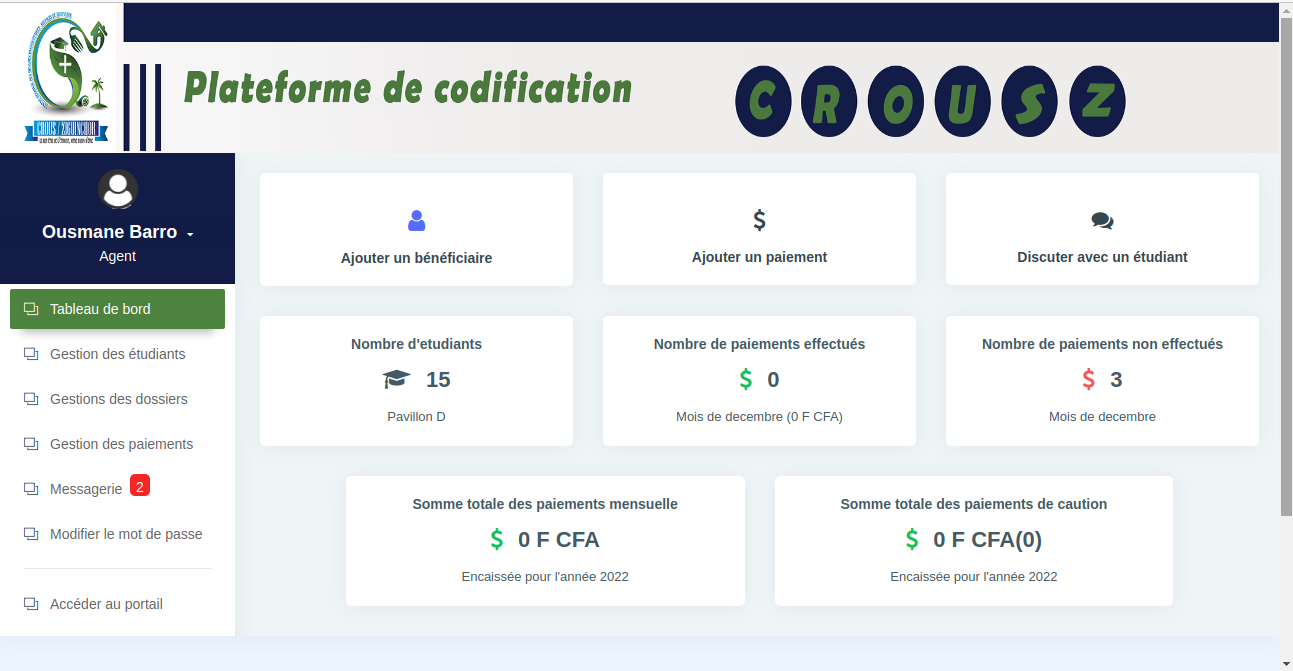 Plateforme de codification
C R O U S Z
Ousmane Barro
Agent
Tableau de bord
Gestion des étudiants
Gestions des dossiers
Gestion des paiements
Messagerie 2
Modifier le mot de passe
Accéder au portail
Ajouter un bénéficiaire
Ajouter un paiement
Discuter avec un étudiant
Nombre d'etudiants
15
Pavillon D
Nombre de paiements effectués
$ 0
Mois de decembre (0 F CFA)
Nombre de paiements non effectués
$ 3
Mois de decembre
Somme totale des paiements mensuelle
$ 0 F CFA
Encaissée pour l'année 2022
Somme totale des paiements de caution
$ 0 F CFA(0)
Encaissée pour l'année 2022